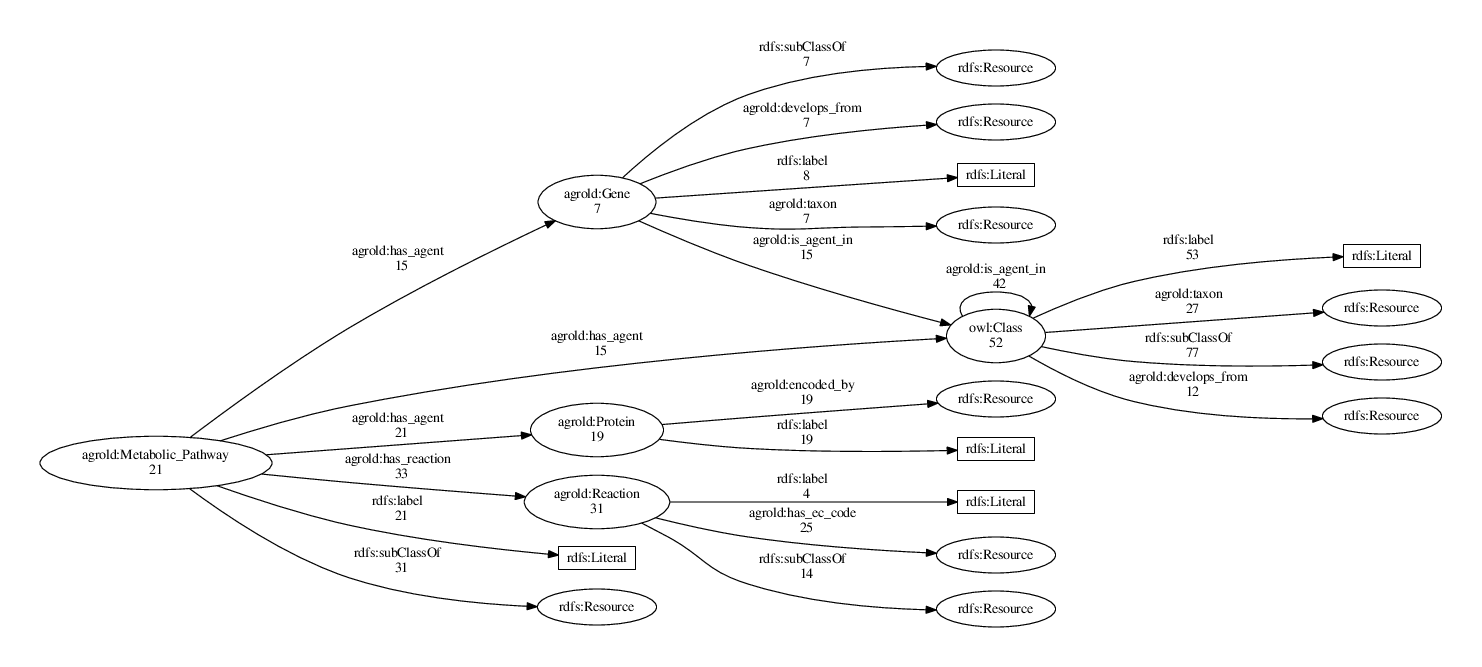 rdfs:subClassOf
7
rdfs:Resource
agrold:develops_from
7
rdfs:Resource
rdfs:label
8
rdfs:Literal
agrold:Gene
7
agrold:taxon
7
rdfs:Resource
agrold:is_agent_in
15
agrold:has_agent
15
rdfs:label
53
rdfs:Literal
agrold:is_agent_in
42
agrold:taxon
27
rdfs:Resource
owl:Class
52
rdfs:subClassOf
77
rdfs:Resource
agrold:has_agent
15
agrold:develops_from
12
rdfs:Resource
agrold:encoded_by
19
rdfs:Resource
agrold:has_agent
21
agrold:Protein
19
rdfs:label
19
rdfs:Literal
agrold:Metabolic_Pathway
21
agrold:has_reaction
33
agrold:Reaction
31
rdfs:label
4
rdfs:Literal
rdfs:label
21
agrold:has_ec_code
25
rdfs:Resource
rdfs:Literal
rdfs:subClassOf
31
rdfs:subClassOf
14
rdfs:Resource
rdfs:Resource